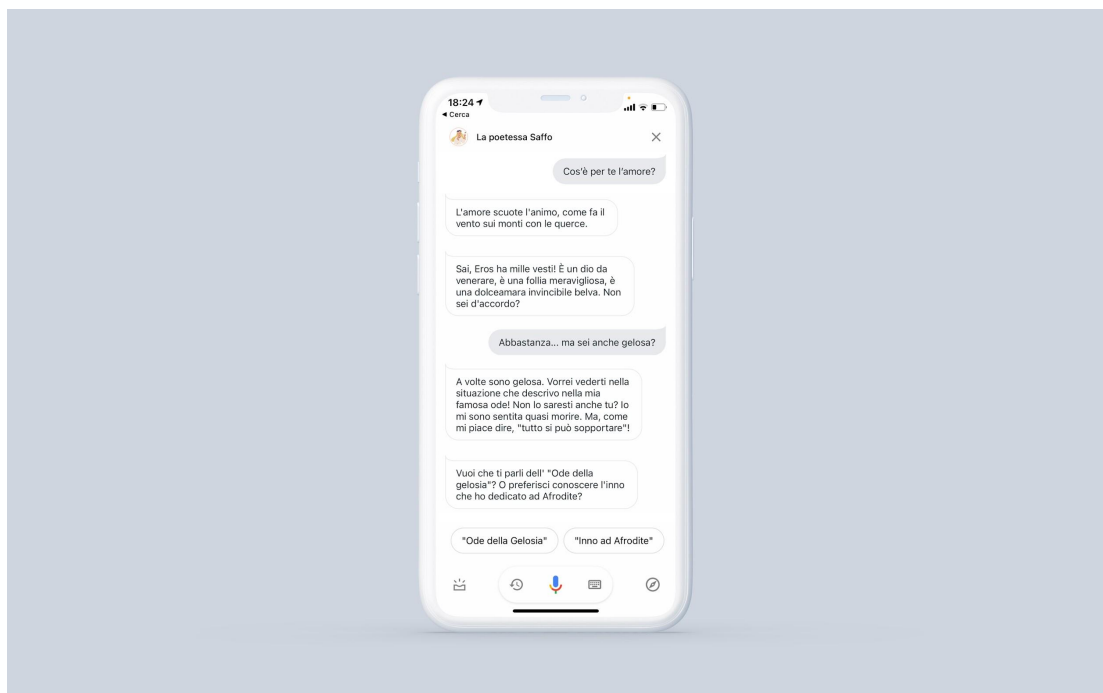 18:24
◀ Cerca
La poetessa Saffo
Cos'è per te l'amore?
L'amore scuote l'animo, come fa il
vento sui monti con le querce.
Sai, Eros ha mille vesti! È un dio da
venerare, è una follia meravigliosa, è
una dolceamara invincibile belva. Non
sei d'accordo?
Abbastanza... ma sei anche gelosa?
A volte sono gelosa. Vorrei vederti nella
situazione che descrivo nella mia
famosa ode! Non lo saresti anche tu? Io
mi sono sentita quasi morire. Ma, come
mi piace dire, "tutto si può sopportare"!
Vuoi che ti parli dell' "Ode della
gelosia"? O preferisci conoscere l'inno
che ho dedicato ad Afrodite?
"Ode della Gelosia" "Inno ad Afrodite"